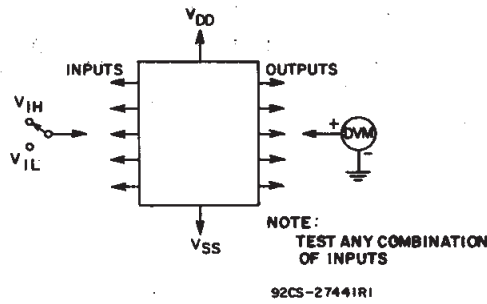 VDD
INPUTS
OUTPUTS
VIH
VIL
+
DVM
-
VSS
NOTE:
TEST ANY COMBINATION
OF INPUTS
92CS-27441R1